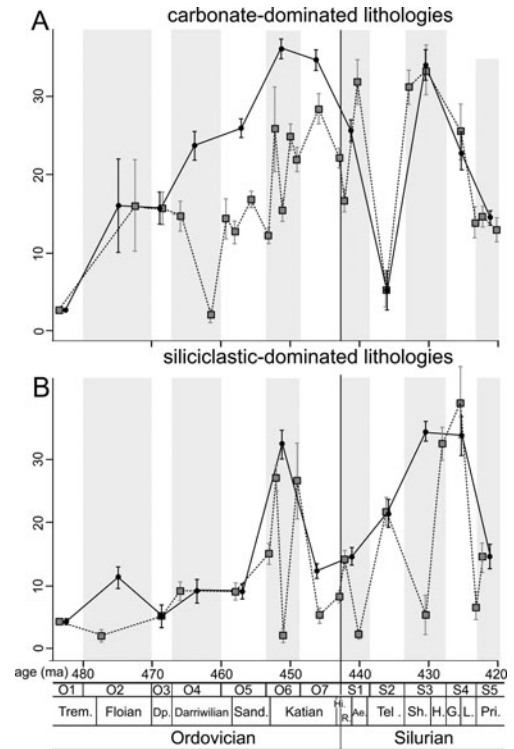 A carbonate-dominated lithologies
30
20
10
0
B siliciclastic-dominated lithologies
30
20
10
0
age (ma) 480 470 460 450 440 430 420
O1 O2 O3 O4 O5 O6 O7 S1 S2 S3 S4 S5
Trem. Floian Dp. Darriwilian Sand. Katian Hi. R. Ae. Tel . Sh. H. G. L. Pri.
Ordovician Silurian